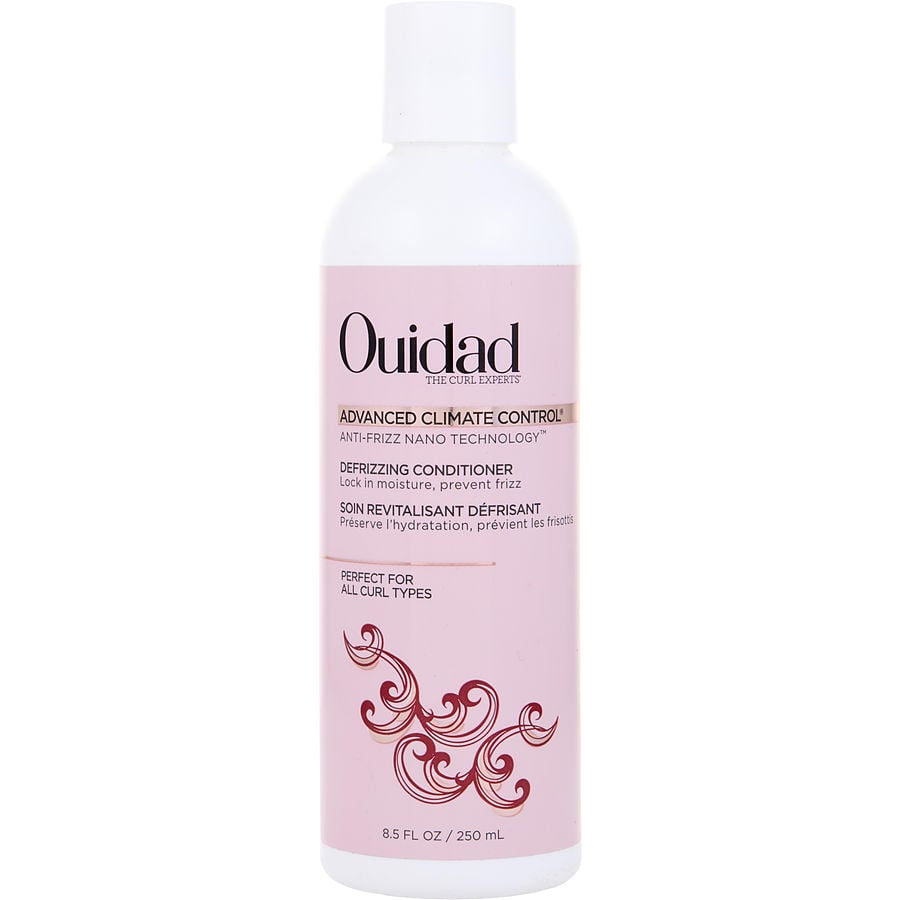 Ouidad
THE CURL EXPERTS®
ADVANCED CLIMATE CONTROL®
ANTI-FRIZZ NANO TECHNOLOGY™
DEFRIZZING CONDITIONER
Lock in moisture, prevent frizz
SOIN REVITALISANT DÉFRISANT
Préserve l'hydratation, prévient les frisottis
PERFECT FOR
ALL CURL TYPES
8.5 FL OZ / 250 mL